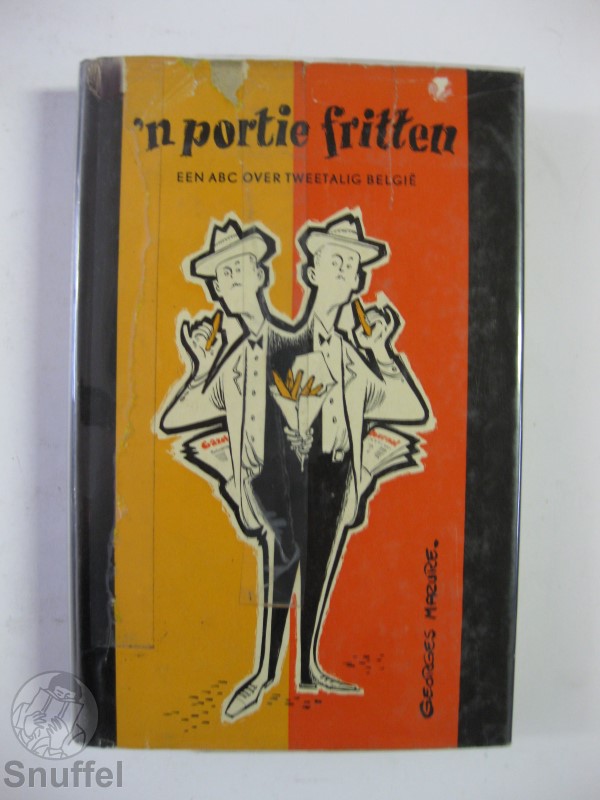 'n portie fritten
EEN ABC OVER TWEETALIG BELGIË
GEORGES MAZURE.
Snuffel